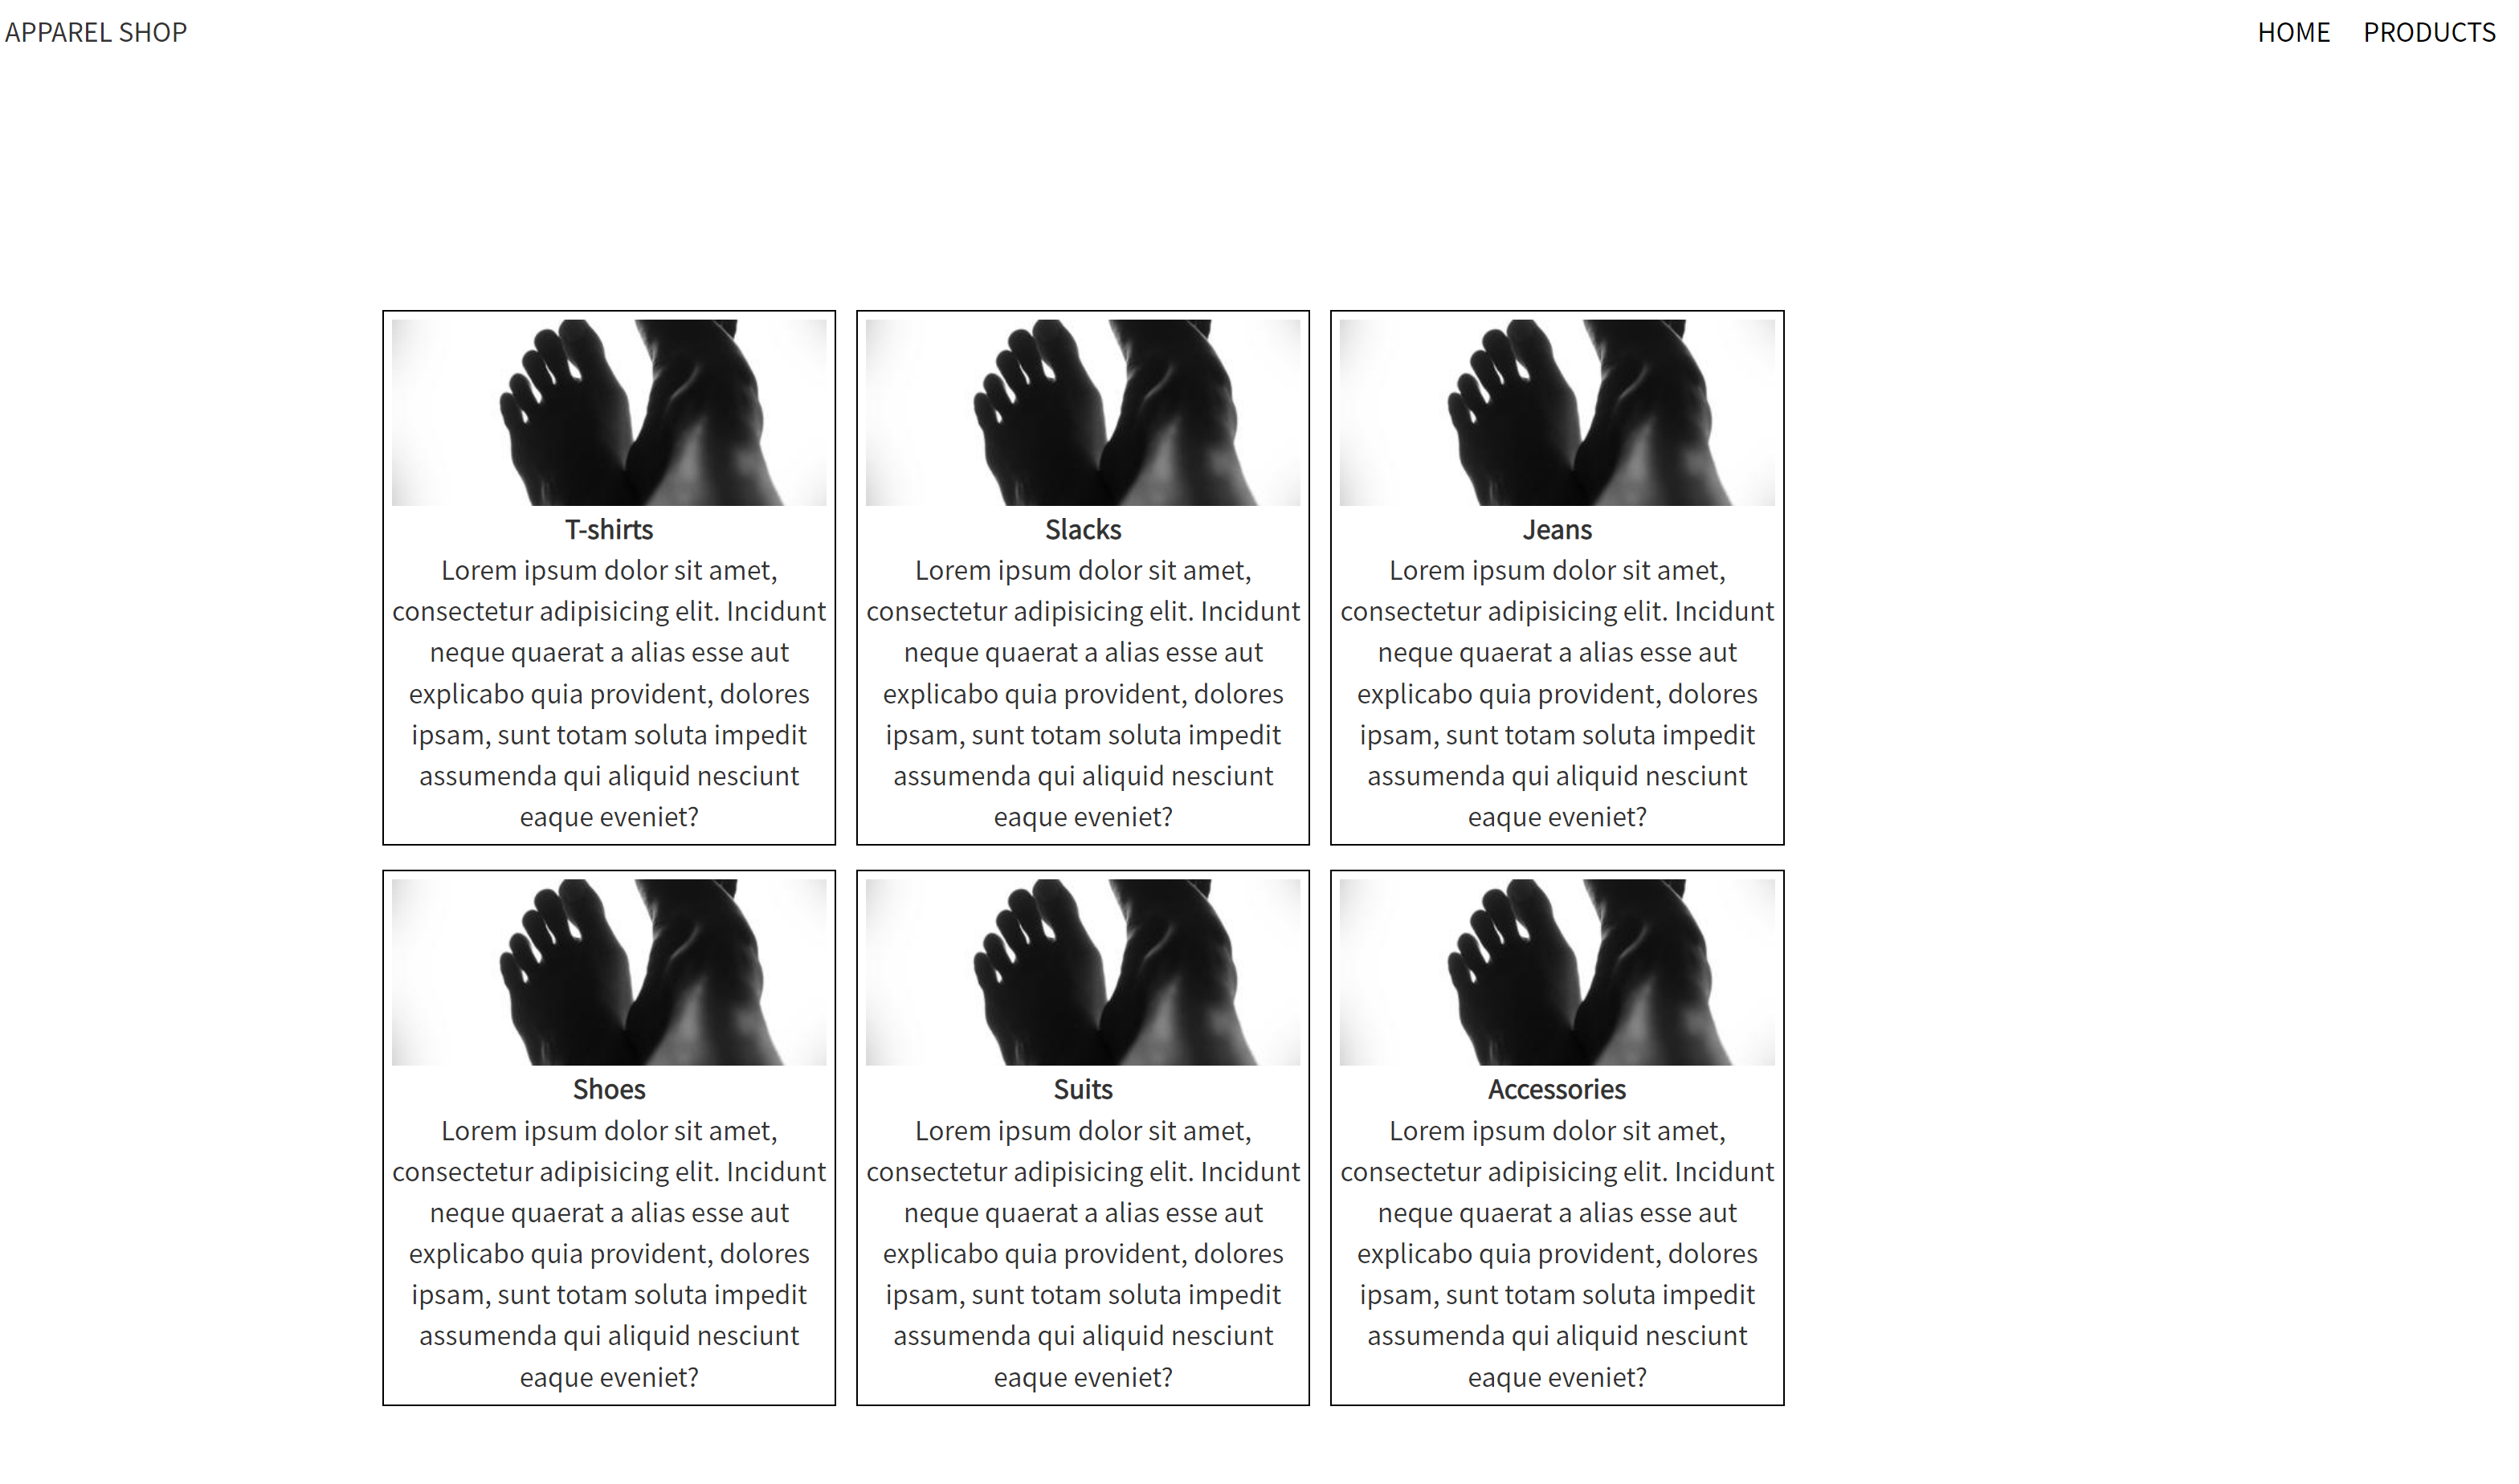 APPAREL SHOP
HOME PRODUCTS
T-shirts
Lorem ipsum dolor sit amet,
consectetur adipisicing elit. Incidunt
neque quaerat a alias esse aut
explicabo quia provident, dolores
ipsam, sunt totam soluta impedit
assumenda qui aliquid nesciunt
eaque eveniet?
Slacks
Lorem ipsum dolor sit amet,
consectetur adipisicing elit. Incidunt
neque quaerat a alias esse aut
explicabo quia provident, dolores
ipsam, sunt totam soluta impedit
assumenda qui aliquid nesciunt
eaque eveniet?
Jeans
Lorem ipsum dolor sit amet,
consectetur adipisicing elit. Incidunt
neque quaerat a alias esse aut
explicabo quia provident, dolores
ipsam, sunt totam soluta impedit
assumenda qui aliquid nesciunt
eaque eveniet?
Shoes
Lorem ipsum dolor sit amet,
consectetur adipisicing elit. Incidunt
neque quaerat a alias esse aut
explicabo quia provident, dolores
ipsam, sunt totam soluta impedit
assumenda qui aliquid nesciunt
eaque eveniet?
Suits
Lorem ipsum dolor sit amet,
consectetur adipisicing elit. Incidunt
neque quaerat a alias esse aut
explicabo quia provident, dolores
ipsam, sunt totam soluta impedit
assumenda qui aliquid nesciunt
eaque eveniet?
Accessories
Lorem ipsum dolor sit amet,
consectetur adipisicing elit. Incidunt
neque quaerat a alias esse aut
explicabo quia provident, dolores
ipsam, sunt totam soluta impedit
assumenda qui aliquid nesciunt
eaque eveniet?